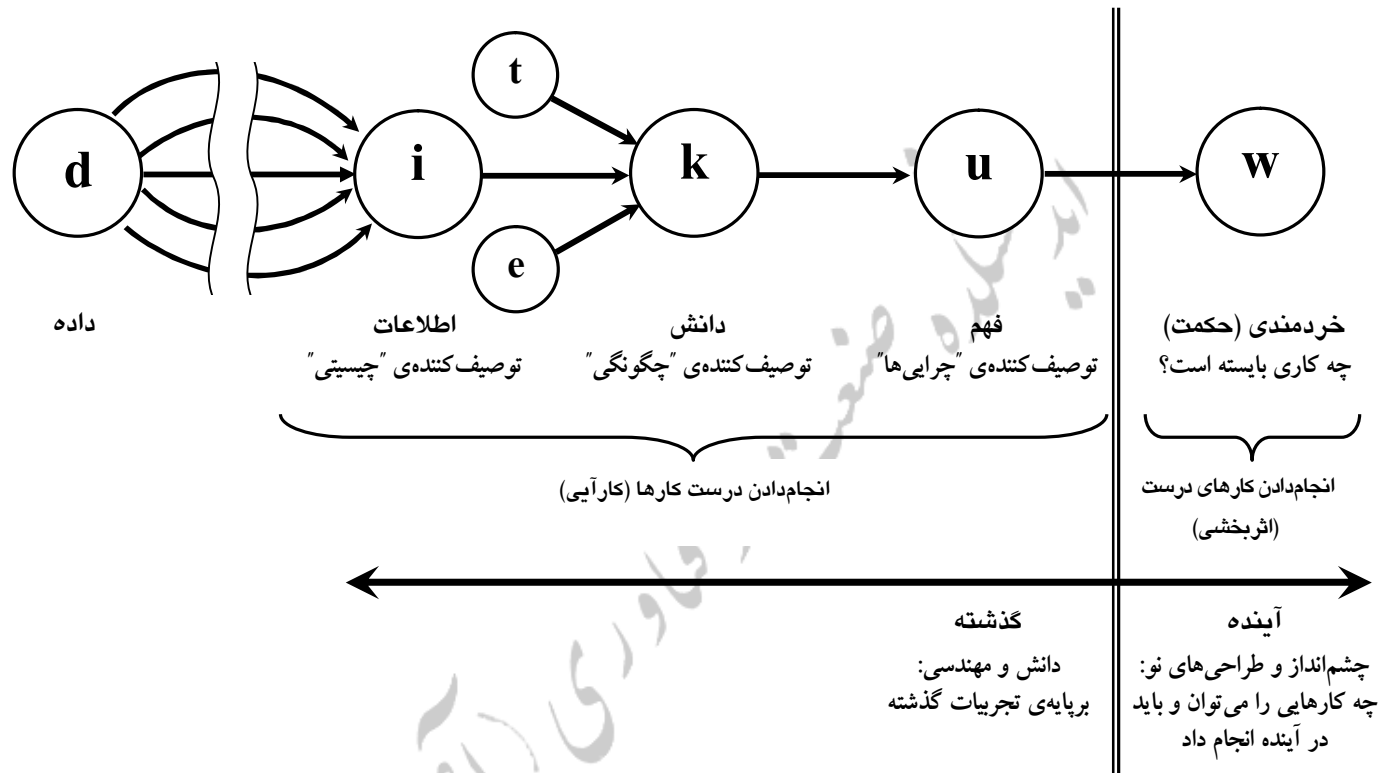 t
d
i
k
u
w
e
داده
اطلاعات
توصیف‌کننده‌ی "چیستی"
دانش
توصیف‌کننده‌ی "چگونگی"
فهم
توصیف‌کننده‌ی "چرایی‌ها"
خردمندی (حکمت)
چه کاری بایسته است؟
انجام‌دادن درست کارها (کارآیی)
انجام‌دادن کارهای درست
(اثربخشی)
گذشته
دانش و مهندسی:
برپایه‌ی تجربیات گذشته
آینده
چشم‌انداز و طراحی‌های نو:
چه کارهایی را می‌توان و باید
در آینده انجام داد